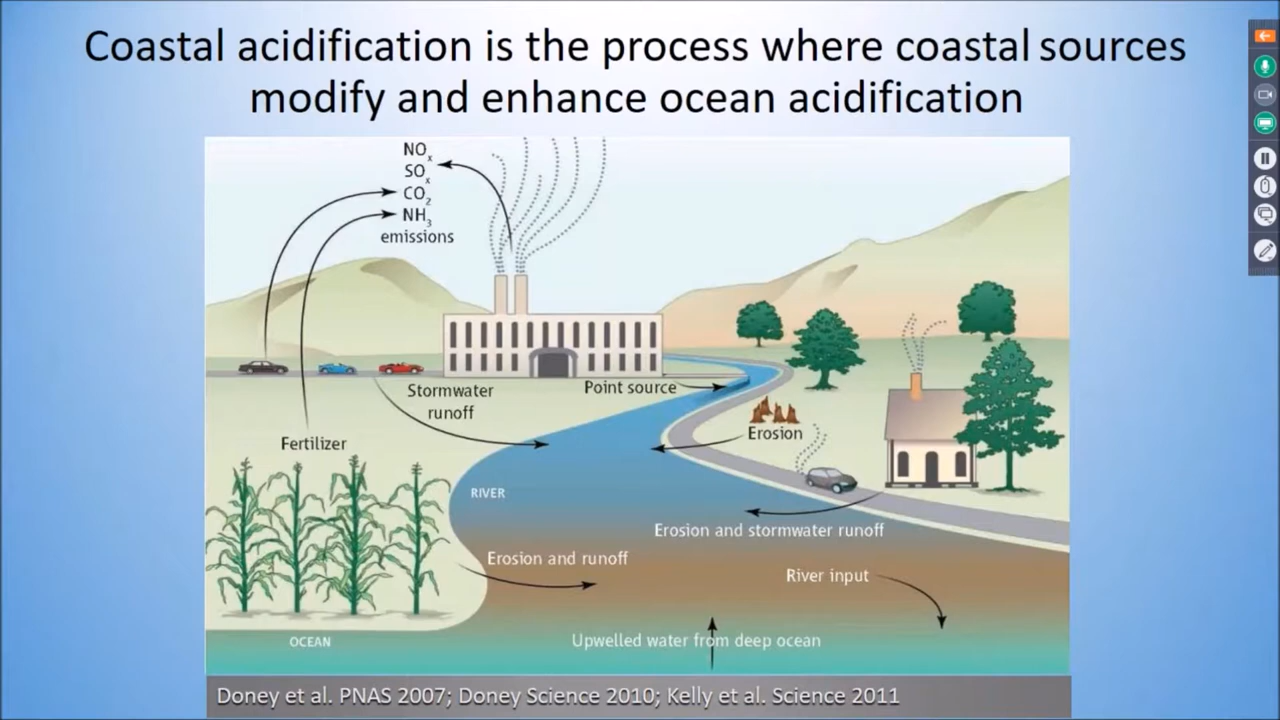 Coastal acidification is the process where coastal sources
modify and enhance ocean acidification
NOx
SOx
CO2
NH3
emissions
Stormwater
runoff
Point source
Fertilizer
Erosion
RIVER
Erosion and stormwater runoff
Erosion and runoff
River input
OCEAN
Upwelled water from deep ocean
Doney et al. PNAS 2007; Doney Science 2010; Kelly et al. Science 2011